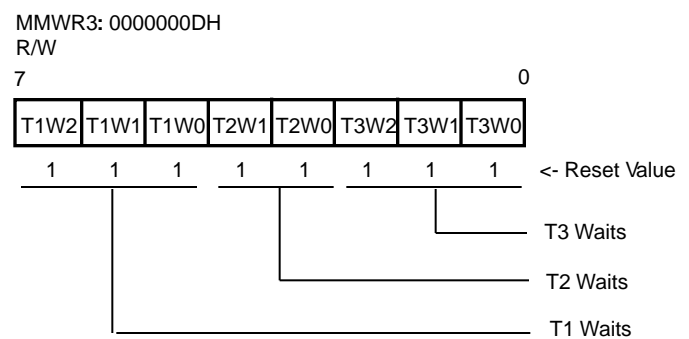 MMWR3: 0000000DH
R/W
7 0
T1W2 T1W1 T1W0 T2W1 T2W0 T3W2 T3W1 T3W0
1 1 1 1 1 1 1 1 <- Reset Value
T3 Waits
T2 Waits
T1 Waits